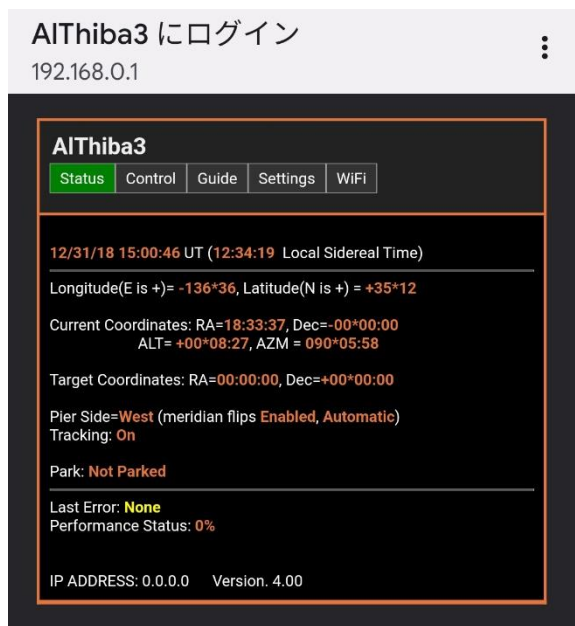 AlThiba3 にログイン
192.168.0.1
AlThiba3
Status Control Guide Settings WiFi
12/31/18 15:00:46 UT (12:34:19 Local Sidereal Time)
Longitude(E is +)= -136*36, Latitude(N is +) = +35*12
Current Coordinates: RA=18:33:37, Dec=-00*00:00
ALT= +00*08:27, AZM = 090*05:58
Target Coordinates: RA=00:00:00, Dec=+00*00:00
Pier Side=West (meridian flips Enabled, Automatic)
Tracking: On
Park: Not Parked
Last Error: None
Performance Status: 0%
IP ADDRESS: 0.0.0.0 Version. 4.00